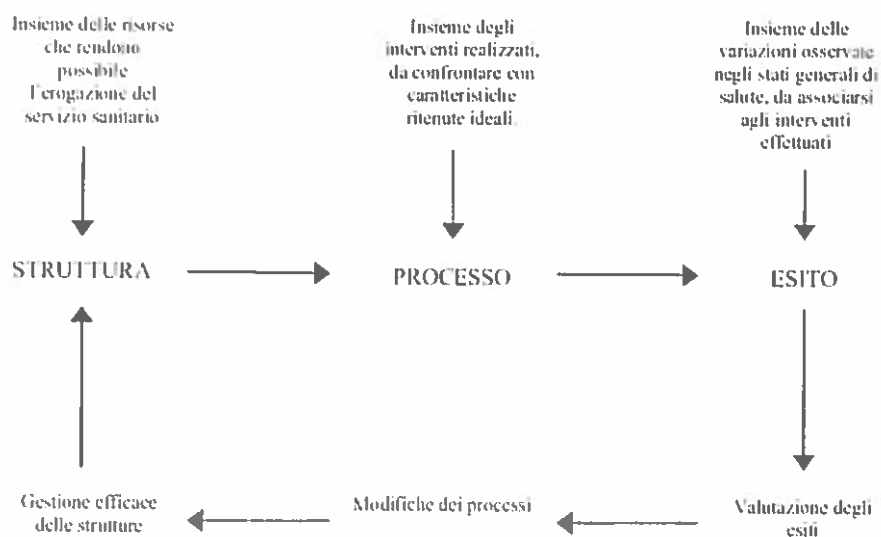 Insieme delle risorse
che rendono
possibile
l'erogazione del
servizio sanitario
Insieme degli
interventi realizzati,
da confrontare con
caratteristiche
ritenute ideali
Insieme delle
variazioni osservate
negli stati generali di
salute, da associarsi
agli interventi
effettuati
STRUTTURA
PROCESSO
ESITO
Gestione efficace
delle strutture
Modifiche dei processi
Valutazione degli
esiti